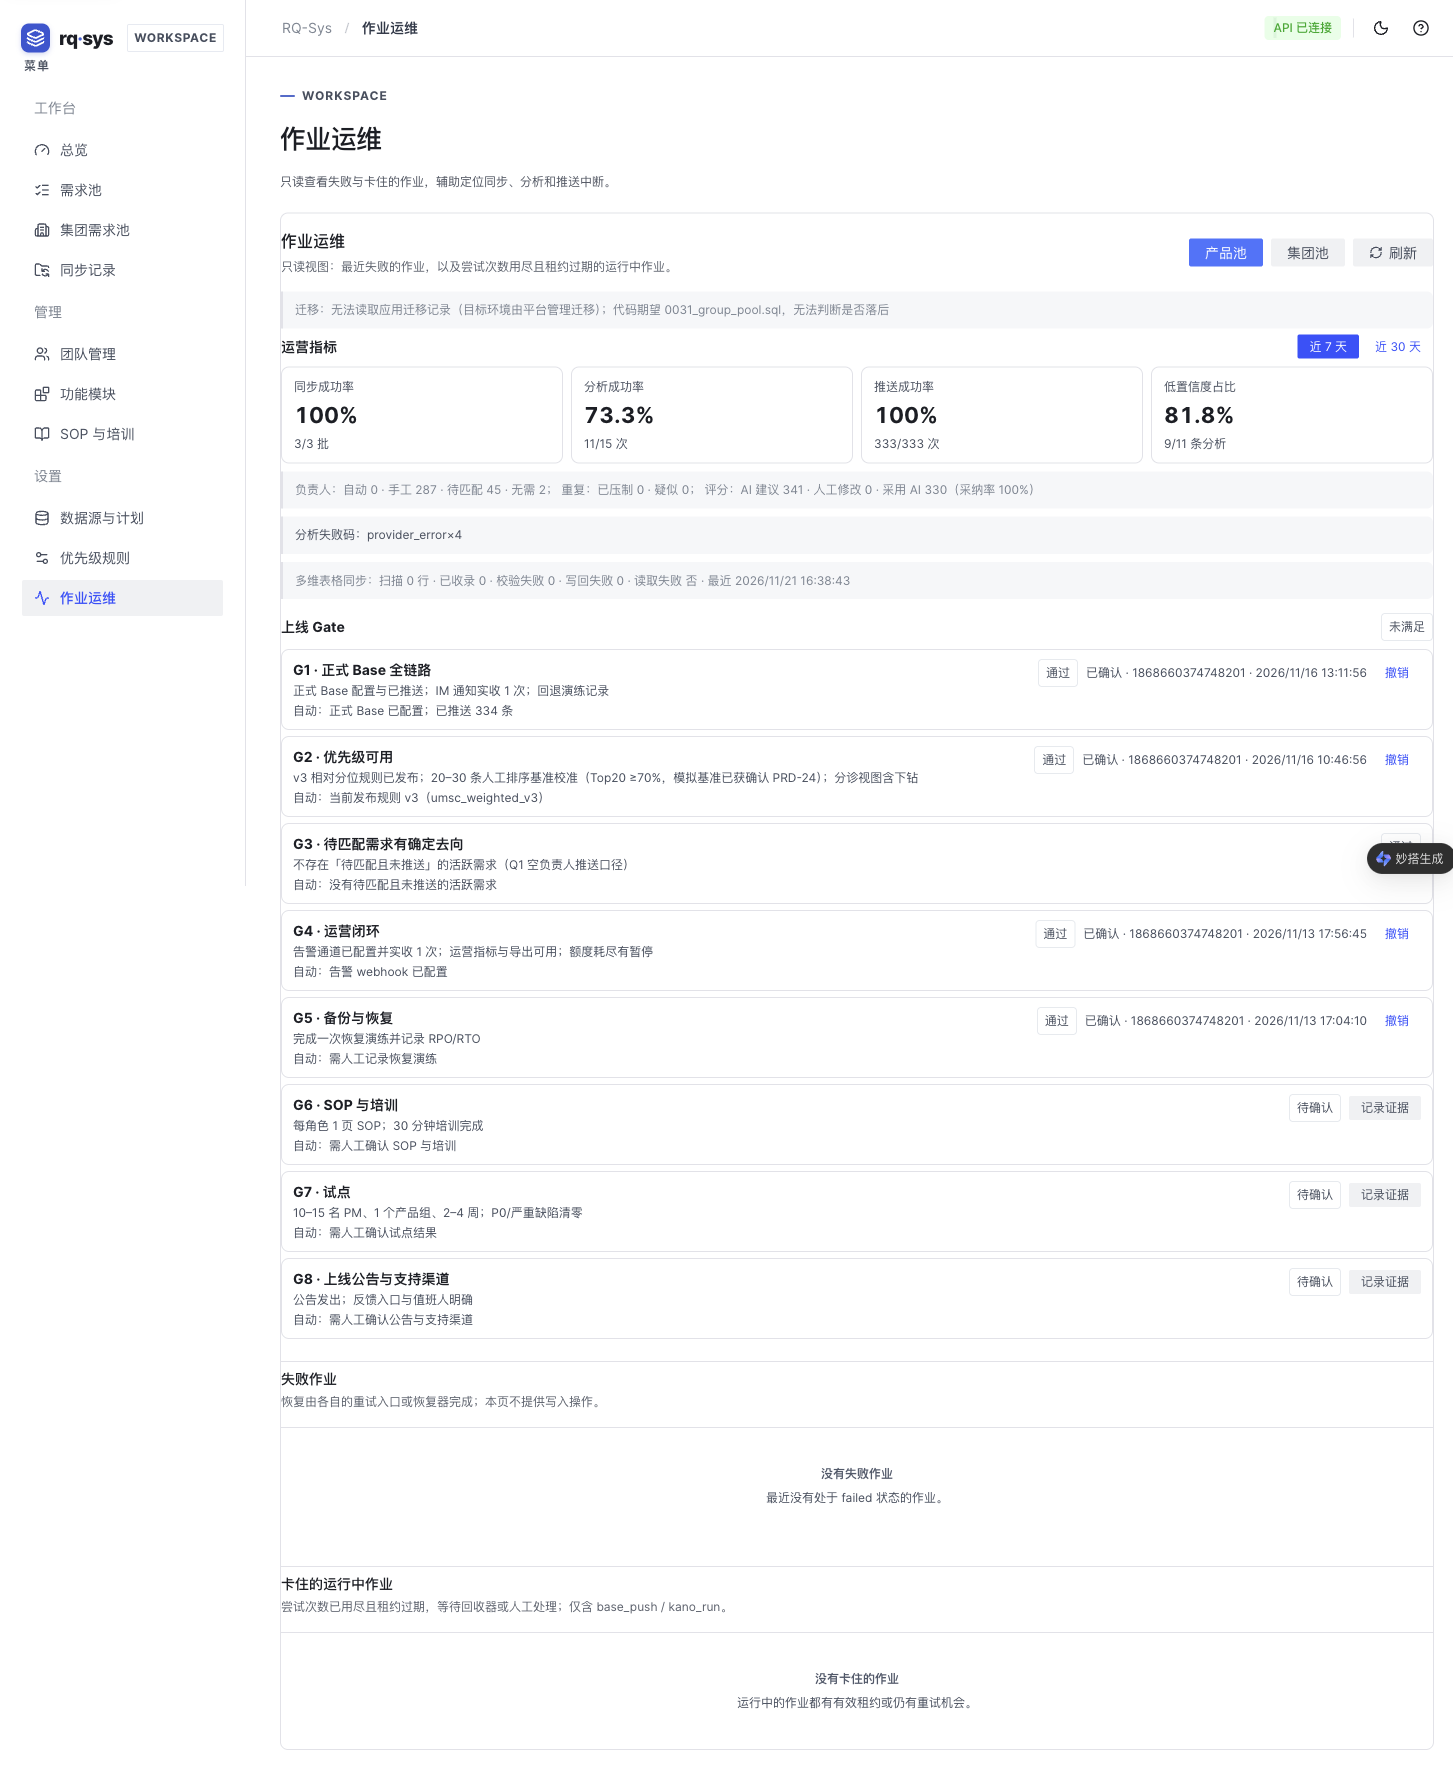 rq·sys WORKSPACE
菜单
工作台
总览
需求池
集团需求池
同步记录
管理
团队管理
功能模块
SOP 与培训
设置
数据源与计划
优先级规则
作业运维
RQ-Sys / 作业运维
API 已连接
WORKSPACE
作业运维
只读查看失败与卡住的作业，辅助定位同步、分析和推送中断。
作业运维
只读视图：最近失败的作业，以及尝试次数用尽且租约过期的运行中作业。
产品池 集团池 刷新
迁移：无法读取应用迁移记录（目标环境由平台管理迁移）；代码期望 0031_group_pool.sql，无法判断是否落后
运营指标
近 7 天 近 30 天
同步成功率
100%
3/3 批
分析成功率
73.3%
11/15 次
推送成功率
100%
333/333 次
低置信度占比
81.8%
9/11 条分析
负责人：自动 0 · 手工 287 · 待匹配 45 · 无需 2； 重复：已压制 0 · 疑似 0； 评分：AI 建议 341 · 人工修改 0 · 采用 AI 330（采纳率 100%）
分析失败码：provider_error×4
多维表格同步：扫描 0 行 · 已收录 0 · 校验失败 0 · 写回失败 0 · 读取失败 否 · 最近 2026/11/21 16:38:43
上线 Gate
未满足
G1 · 正式 Base 全链路
正式 Base 配置与已推送；IM 通知实收 1 次；回退演练记录
自动：正式 Base 已配置；已推送 334 条
通过 已确认 · 1868660374748201 · 2026/11/16 13:11:56 撤销
G2 · 优先级可用
v3 相对分位规则已发布；20–30 条人工排序基准校准（Top20 ≥70%，模拟基准已获确认 PRD-24）；分诊视图含下钻
自动：当前发布规则 v3（umsc_weighted_v3）
通过 已确认 · 1868660374748201 · 2026/11/16 10:46:56 撤销
G3 · 待匹配需求有确定去向
不存在「待匹配且未推送」的活跃需求（Q1 空负责人推送口径）
自动：没有待匹配且未推送的活跃需求
妙搭生成
G4 · 运营闭环
告警通道已配置并实收 1 次；运营指标与导出可用；额度耗尽有暂停
自动：告警 webhook 已配置
通过 已确认 · 1868660374748201 · 2026/11/13 17:56:45 撤销
G5 · 备份与恢复
完成一次恢复演练并记录 RPO/RTO
自动：需人工记录恢复演练
通过 已确认 · 1868660374748201 · 2026/11/13 17:04:10 撤销
G6 · SOP 与培训
每角色 1 页 SOP；30 分钟培训完成
自动：需人工确认 SOP 与培训
待确认 记录证据
G7 · 试点
10–15 名 PM、1 个产品组、2–4 周；P0/严重缺陷清零
自动：需人工确认试点结果
待确认 记录证据
G8 · 上线公告与支持渠道
公告发出；反馈入口与值班人明确
自动：需人工确认公告与支持渠道
待确认 记录证据
失败作业
恢复由各自的重试入口或恢复器完成；本页不提供写入操作。
没有失败作业
最近没有处于 failed 状态的作业。
卡住的运行中作业
尝试次数已用尽且租约过期，等待回收器或人工处理；仅含 base_push / kano_run。
没有卡住的作业
运行中的作业都有有效租约或仍有重试机会。